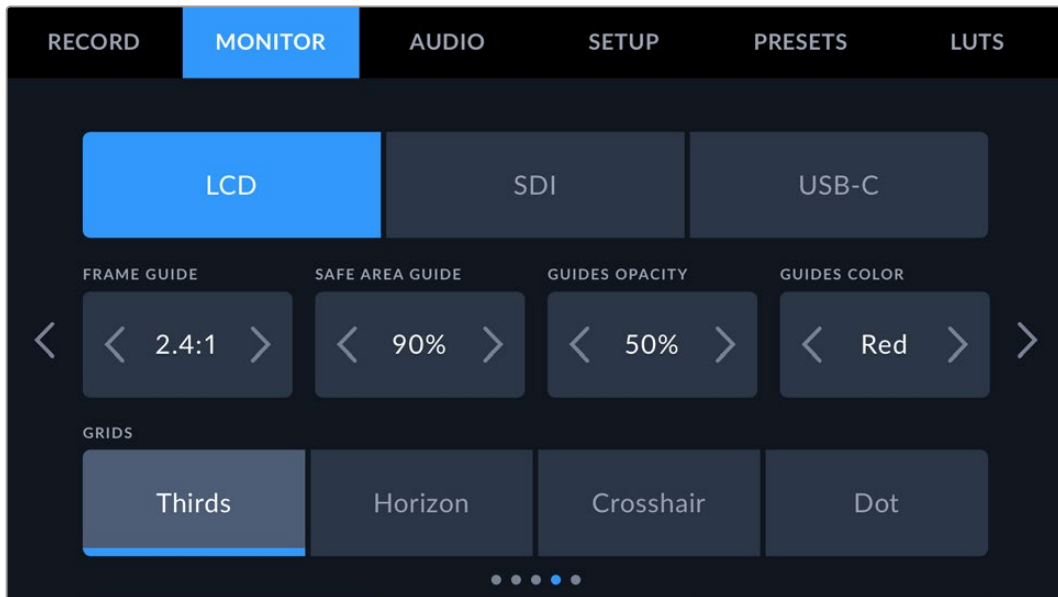 RECORD MONITOR AUDIO SETUP PRESETS LUTS
LCD SDI USB-C
FRAME GUIDE SAFE AREA GUIDE GUIDES OPACITY GUIDES COLOR
2.4:1 90% 50% Red
GRIDS
Thirds Horizon Crosshair Dot